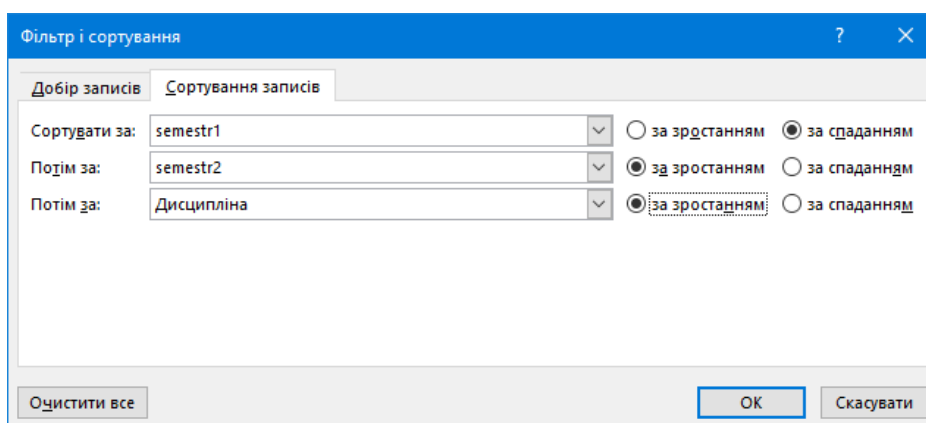 Фільтр і сортування ?
Добір записів Сортування записів
Сортувати за: semestr1 за зростанням за спаданням
Потім за: semestr2 за зростанням за спаданням
Потім за: Дисципліна за зростанням за спаданням
Очистити все ОК Скасувати